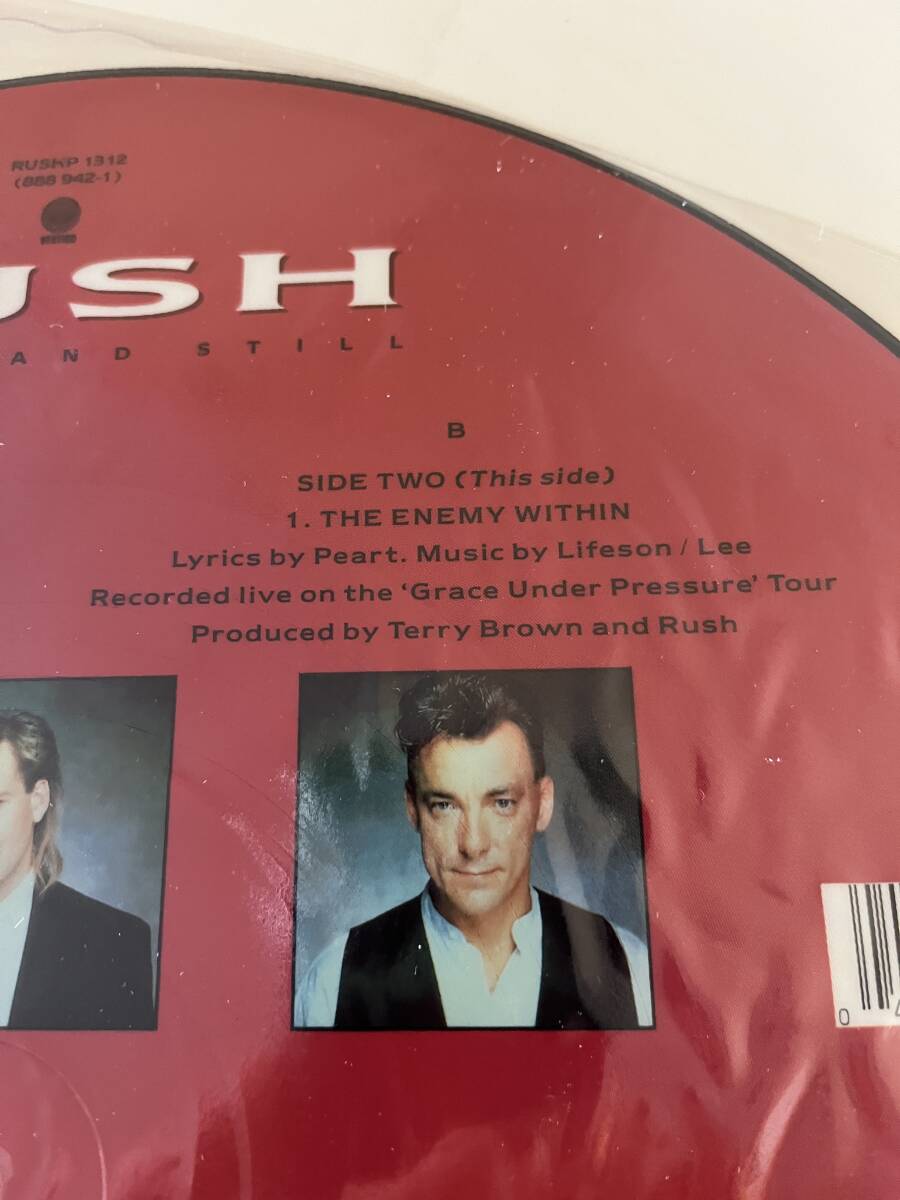 RUSHP 1312
(888 942-1)
USH
AND STILL
B
SIDE TWO (This side)
1. THE ENEMY WITHIN
Lyrics by Peart. Music by Lifeson / Lee
Recorded live on the ‘Grace Under Pressure’ Tour
Produced by Terry Brown and Rush
0